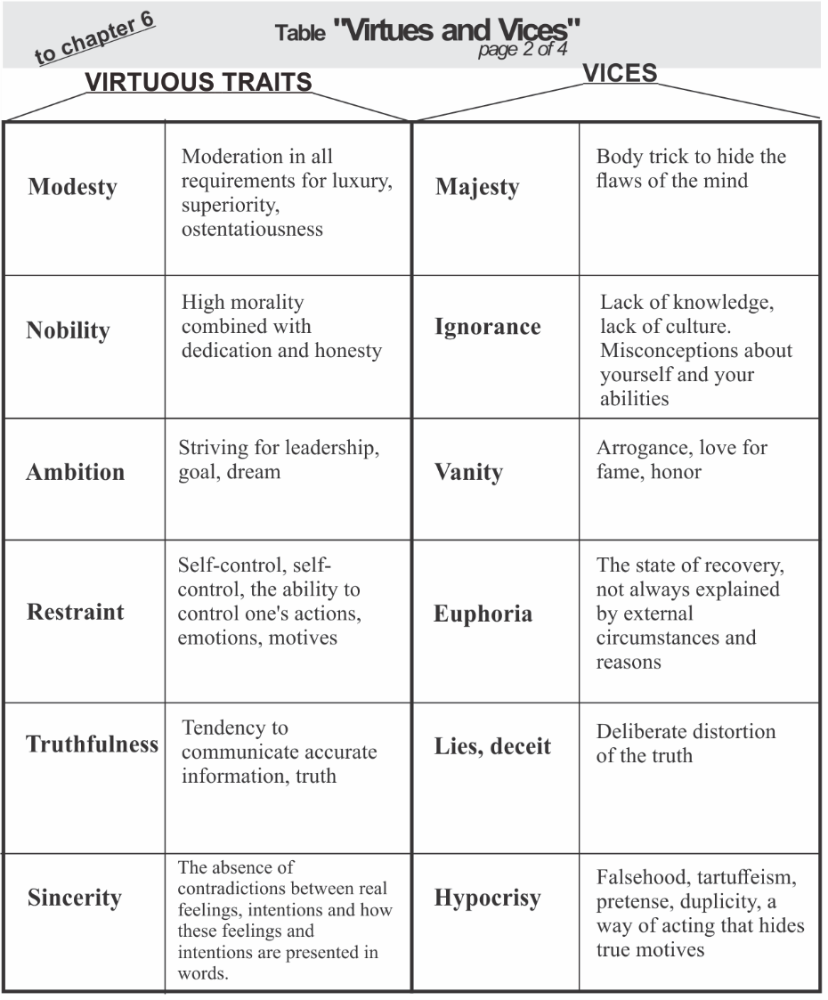 to chapter 6
Table "Virtues and Vices"
page 2 of 4
VIRTUOUS TRAITS
VICES
Modesty
Moderation in all
requirements for luxury,
superiority,
ostentatiousness
Majesty
Body trick to hide the
flaws of the mind
Nobility
High morality
combined with
dedication and honesty
Ignorance
Lack of knowledge,
lack of culture.
Misconceptions about
yourself and your
abilities
Ambition
Striving for leadership,
goal, dream
Vanity
Arrogance, love for
fame, honor
Restraint
Self-control, self-
control, the ability to
control one's actions,
emotions, motives
Euphoria
The state of recovery,
not always explained
by external
circumstances and
reasons
Truthfulness
Tendency to
communicate accurate
information, truth
Lies, deceit
Deliberate distortion
of the truth
Sincerity
The absence of
contradictions between real
feelings, intentions and how
these feelings and
intentions are presented in
words.
Hypocrisy
Falsehood, tartuffeism,
pretense, duplicity, a
way of acting that hides
true motives